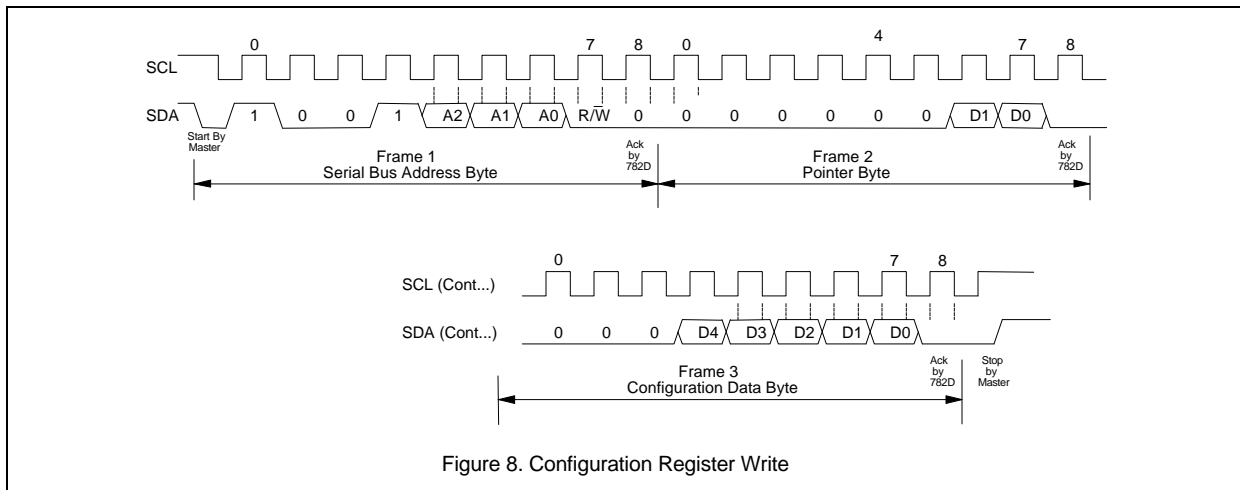 0 7 8 0 4 7 8
SCL
SDA 1 0 0 1 A2 A1 A0 R/W̅ 0 0 0 0 0 0 0 D1 D0
Start By
Master
Ack
by
782D
Ack
by
782D
Frame 1
Serial Bus Address Byte
Frame 2
Pointer Byte
0 7 8
SCL (Cont...)
SDA (Cont...) 0 0 0 D4 D3 D2 D1 D0
Ack
by
782D
Stop
by
Master
Frame 3
Configuration Data Byte
Figure 8. Configuration Register Write